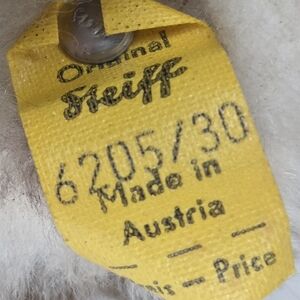 Original
Steiff
6205/30
Made in
Austria
— Price